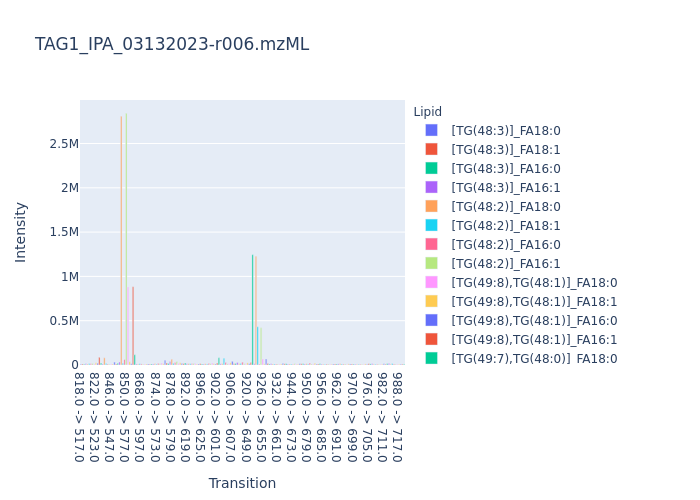 TAG1_IPA_03132023-r006.mzML
Lipid
[TG(48:3)]_FA18:0
[TG(48:3)]_FA18:1
[TG(48:3)]_FA16:0
[TG(48:3)]_FA16:1
[TG(48:2)]_FA18:0
[TG(48:2)]_FA18:1
[TG(48:2)]_FA16:0
[TG(48:2)]_FA16:1
[TG(49:8),TG(48:1)]_FA18:0
[TG(49:8),TG(48:1)]_FA18:1
[TG(49:8),TG(48:1)]_FA16:0
[TG(49:8),TG(48:1)]_FA16:1
[TG(49:7),TG(48:0)]_FA18:0
Intensity
2.5M
2M
1.5M
1M
0.5M
0
818.0 -> 517.0
822.0 -> 523.0
846.0 -> 547.0
850.0 -> 577.0
868.0 -> 597.0
874.0 -> 573.0
878.0 -> 579.0
892.0 -> 619.0
896.0 -> 625.0
902.0 -> 601.0
906.0 -> 607.0
920.0 -> 649.0
926.0 -> 655.0
932.0 -> 661.0
944.0 -> 673.0
950.0 -> 679.0
956.0 -> 685.0
962.0 -> 691.0
970.0 -> 699.0
976.0 -> 705.0
982.0 -> 711.0
988.0 -> 717.0
Transition